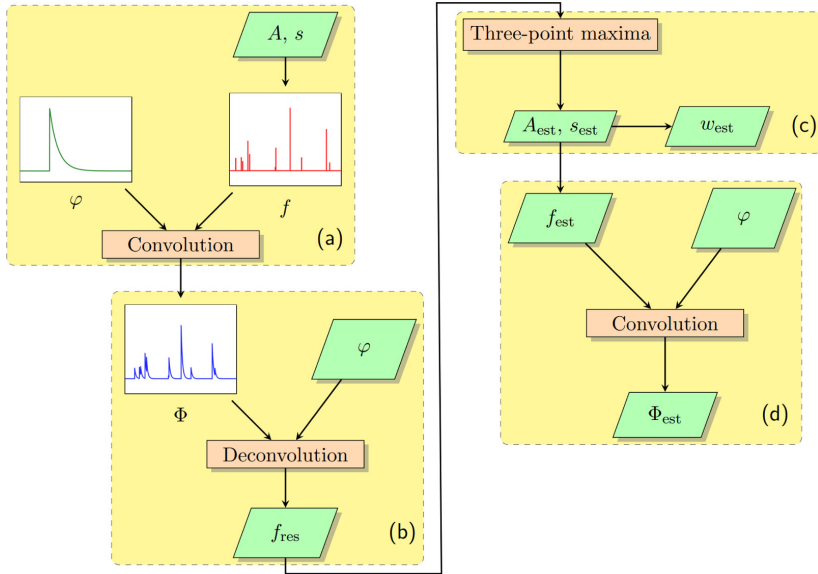 A, s
φ
f
(a)
Convolution
Φ
φ
Deconvolution
f_res
(b)
Three-point maxima
A_est, s_est
w_est
(c)
f_est
φ
Convolution
Φ_est
(d)